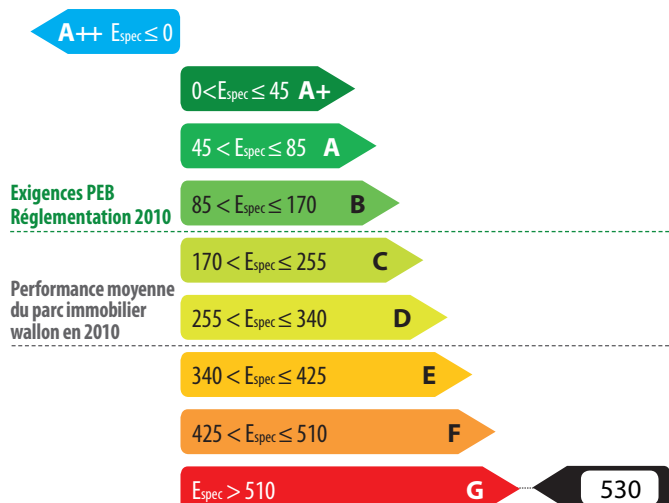 A++ Espec ≤ 0
0<Espec ≤ 45 A+
45 < Espec ≤ 85 A
Exigences PEB
Réglementation 2010
85 < Espec ≤ 170 B
170 < Espec ≤ 255 C
Performance moyenne
du parc immobilier
wallon en 2010
255 < Espec ≤ 340 D
340 < Espec ≤ 425 E
425 < Espec ≤ 510 F
Espec > 510 G 530